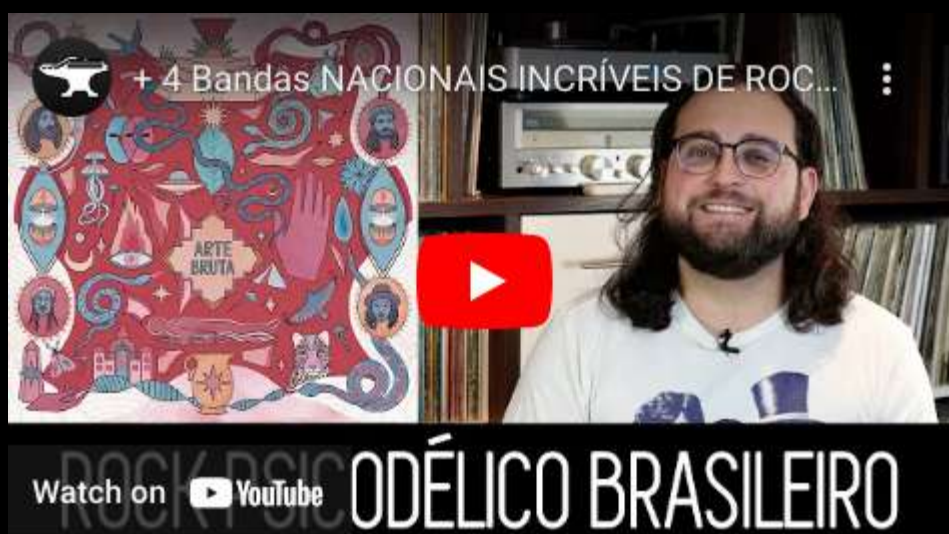 + 4 Bandas NACIONAIS INCRÍVEIS DE ROC...
ARTE
BRUTA
ROCK PSICODÉLICO BRASILEIRO
Watch on YouTube